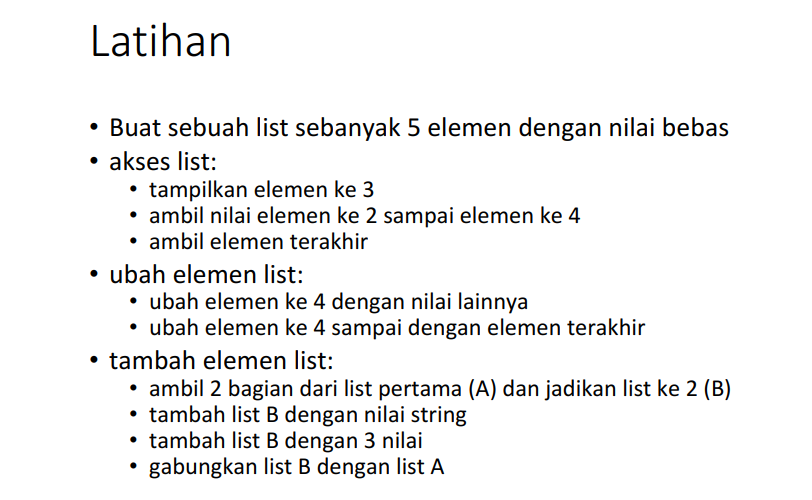 Latihan
• Buat sebuah list sebanyak 5 elemen dengan nilai bebas
• akses list:
• tampilkan elemen ke 3
• ambil nilai elemen ke 2 sampai elemen ke 4
• ambil elemen terakhir
• ubah elemen list:
• ubah elemen ke 4 dengan nilai lainnya
• ubah elemen ke 4 sampai dengan elemen terakhir
• tambah elemen list:
• ambil 2 bagian dari list pertama (A) dan jadikan list ke 2 (B)
• tambah list B dengan nilai string
• tambah list B dengan 3 nilai
• gabungkan list B dengan list A